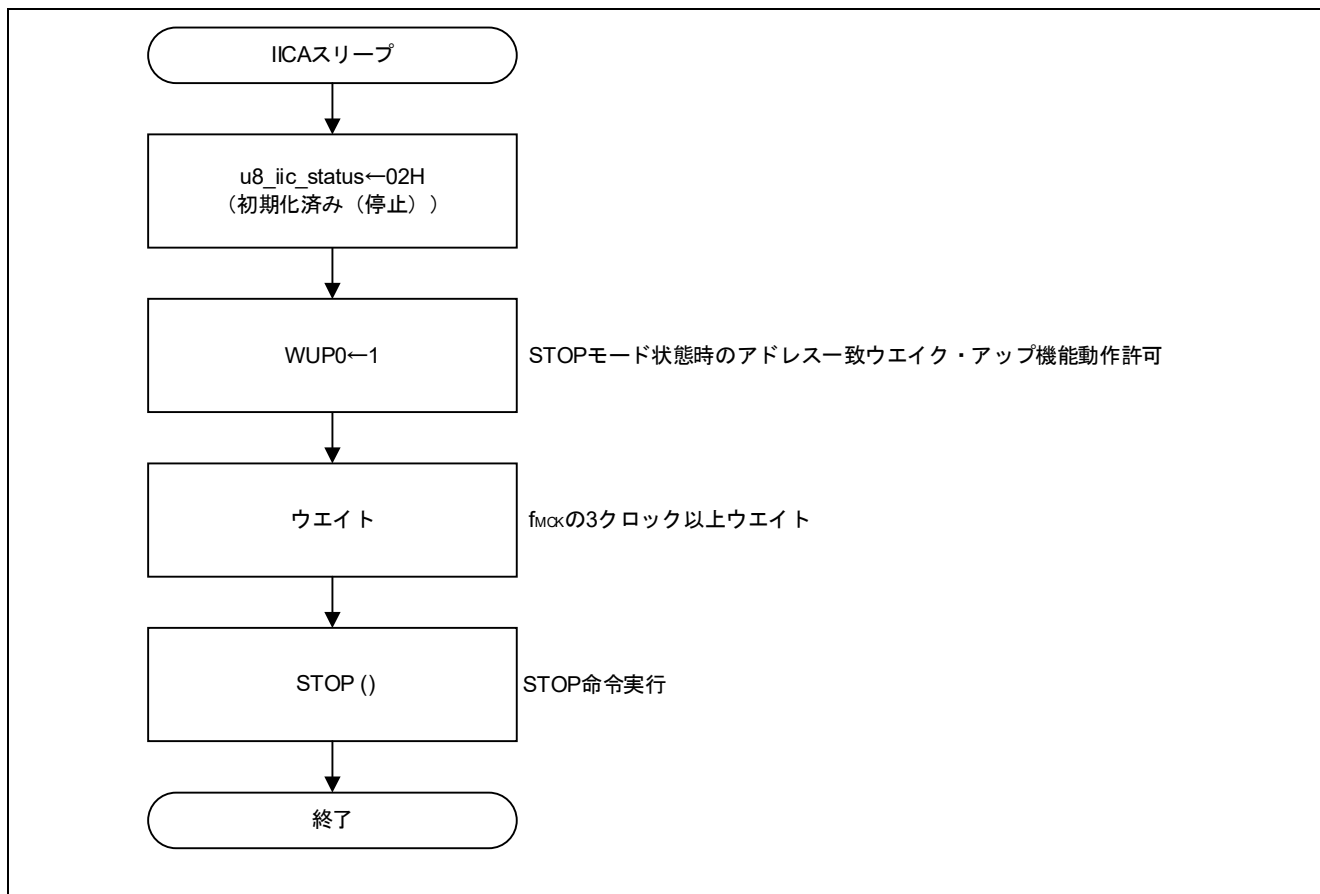 IICAスリープ
u8_iic_status←02H
（初期化済み（停止））
WUP0←1
STOPモード状態時のアドレス一致ウエイク・アップ機能動作許可
ウエイト
fMCKの3クロック以上ウエイト
STOP ()
STOP命令実行
終了